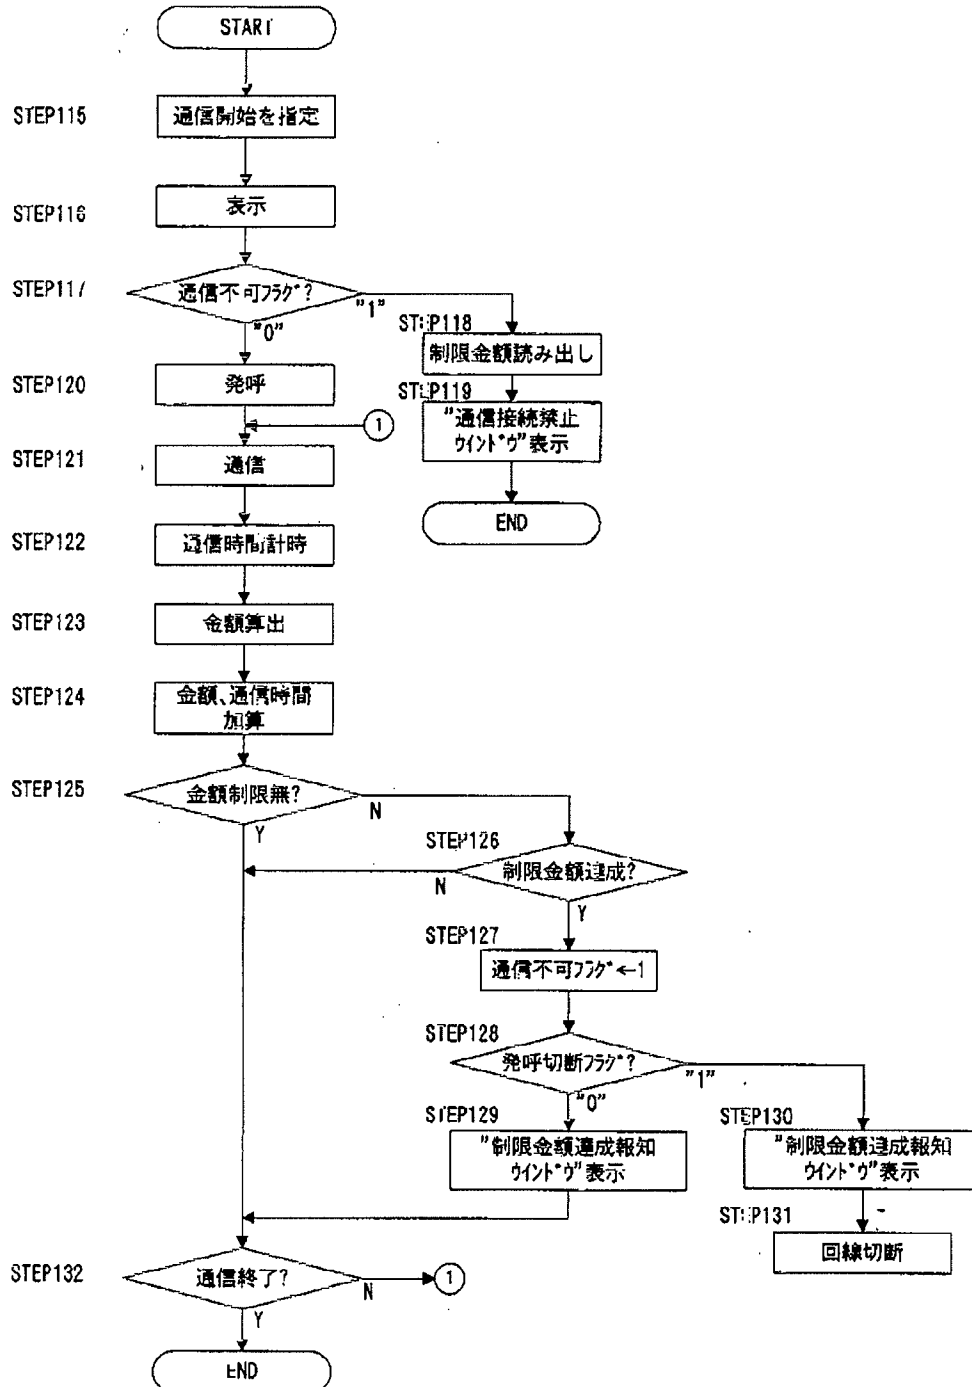 START
STEP115
通信開始を指定
STEP116
表示
STEP117
通信不可ﾌﾗｸﾞ?
"1"
"0"
STEP118
制限金額読み出し
STEP119
"通信接続禁止
ｳｲﾝﾄﾞｳ"表示
END
STEP120
発呼
1
STEP121
通信
STEP122
通信時間計時
STEP123
金額算出
STEP124
金額、通信時間
加算
STEP125
金額制限無?
N
Y
STEP126
制限金額達成?
N
Y
STEP127
通信不可ﾌﾗｸﾞ←1
STEP128
発呼切断ﾌﾗｸﾞ?
"1"
"0"
STEP129
"制限金額達成報知
ｳｲﾝﾄﾞｳ"表示
STEP130
"制限金額達成報知
ｳｲﾝﾄﾞｳ"表示
STEP131
回線切断
STEP132
通信終了?
N
1
Y
END